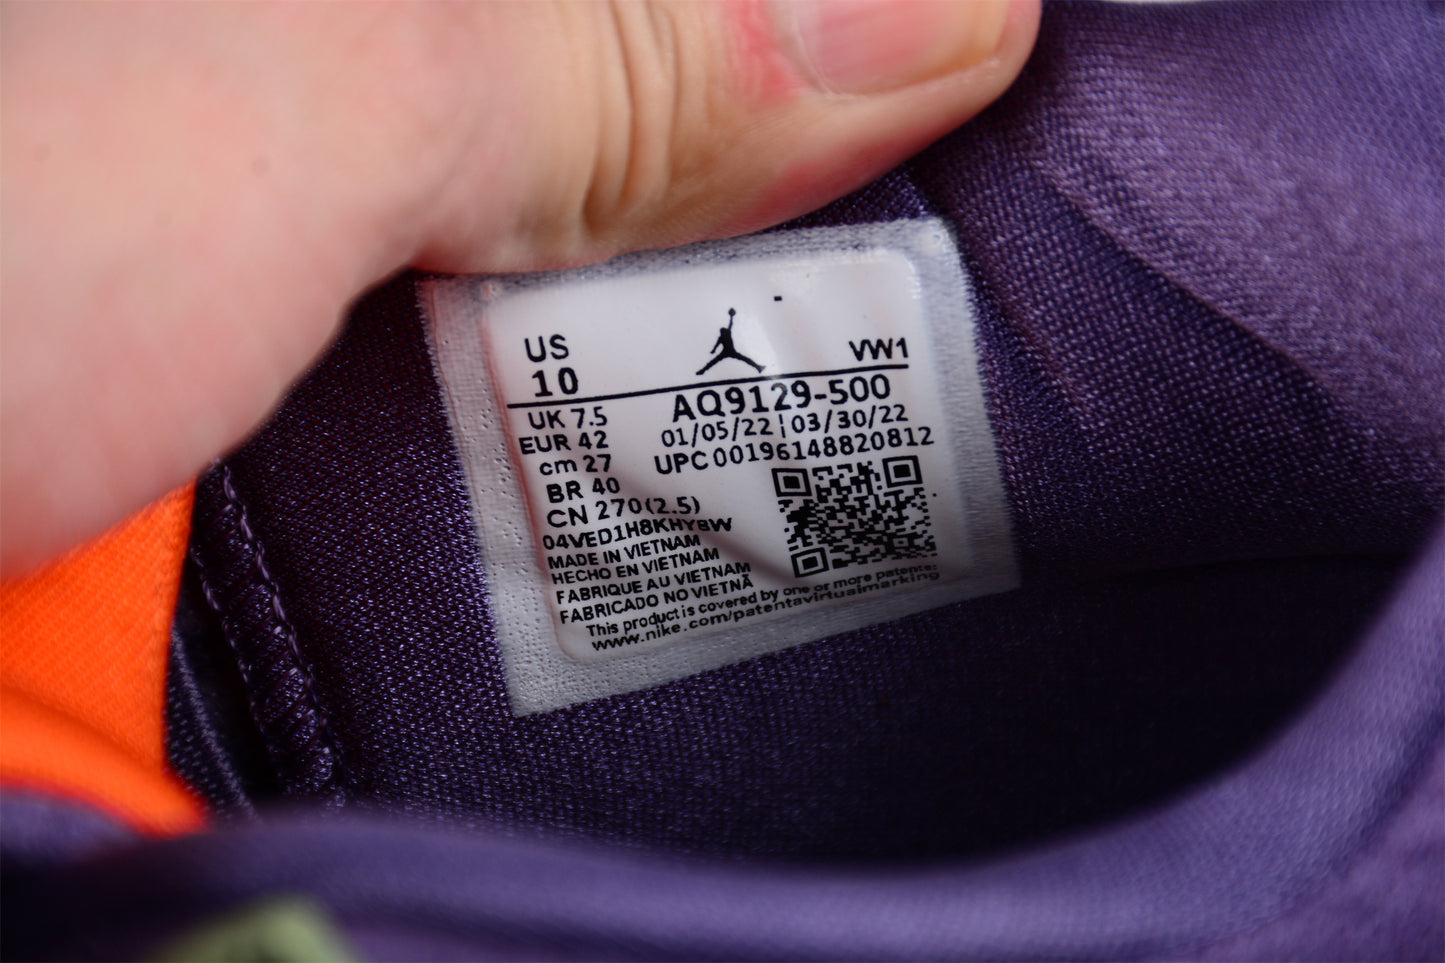 US
10
VW1
AQ9129-500
UK 7.5
01/05/22 | 03/30/22
EUR 42
UPC 00196148820812
cm 27
BR 40
CN 270(2.5)
04VED1H8KHY8W
MADE IN VIETNAM
HECHO EN VIETNAM
FABRIQUE AU VIETNAM
FABRICADO NO VIETNÃ
This product is covered by one or more patents:
www.nike.com/patentavirtualmarking